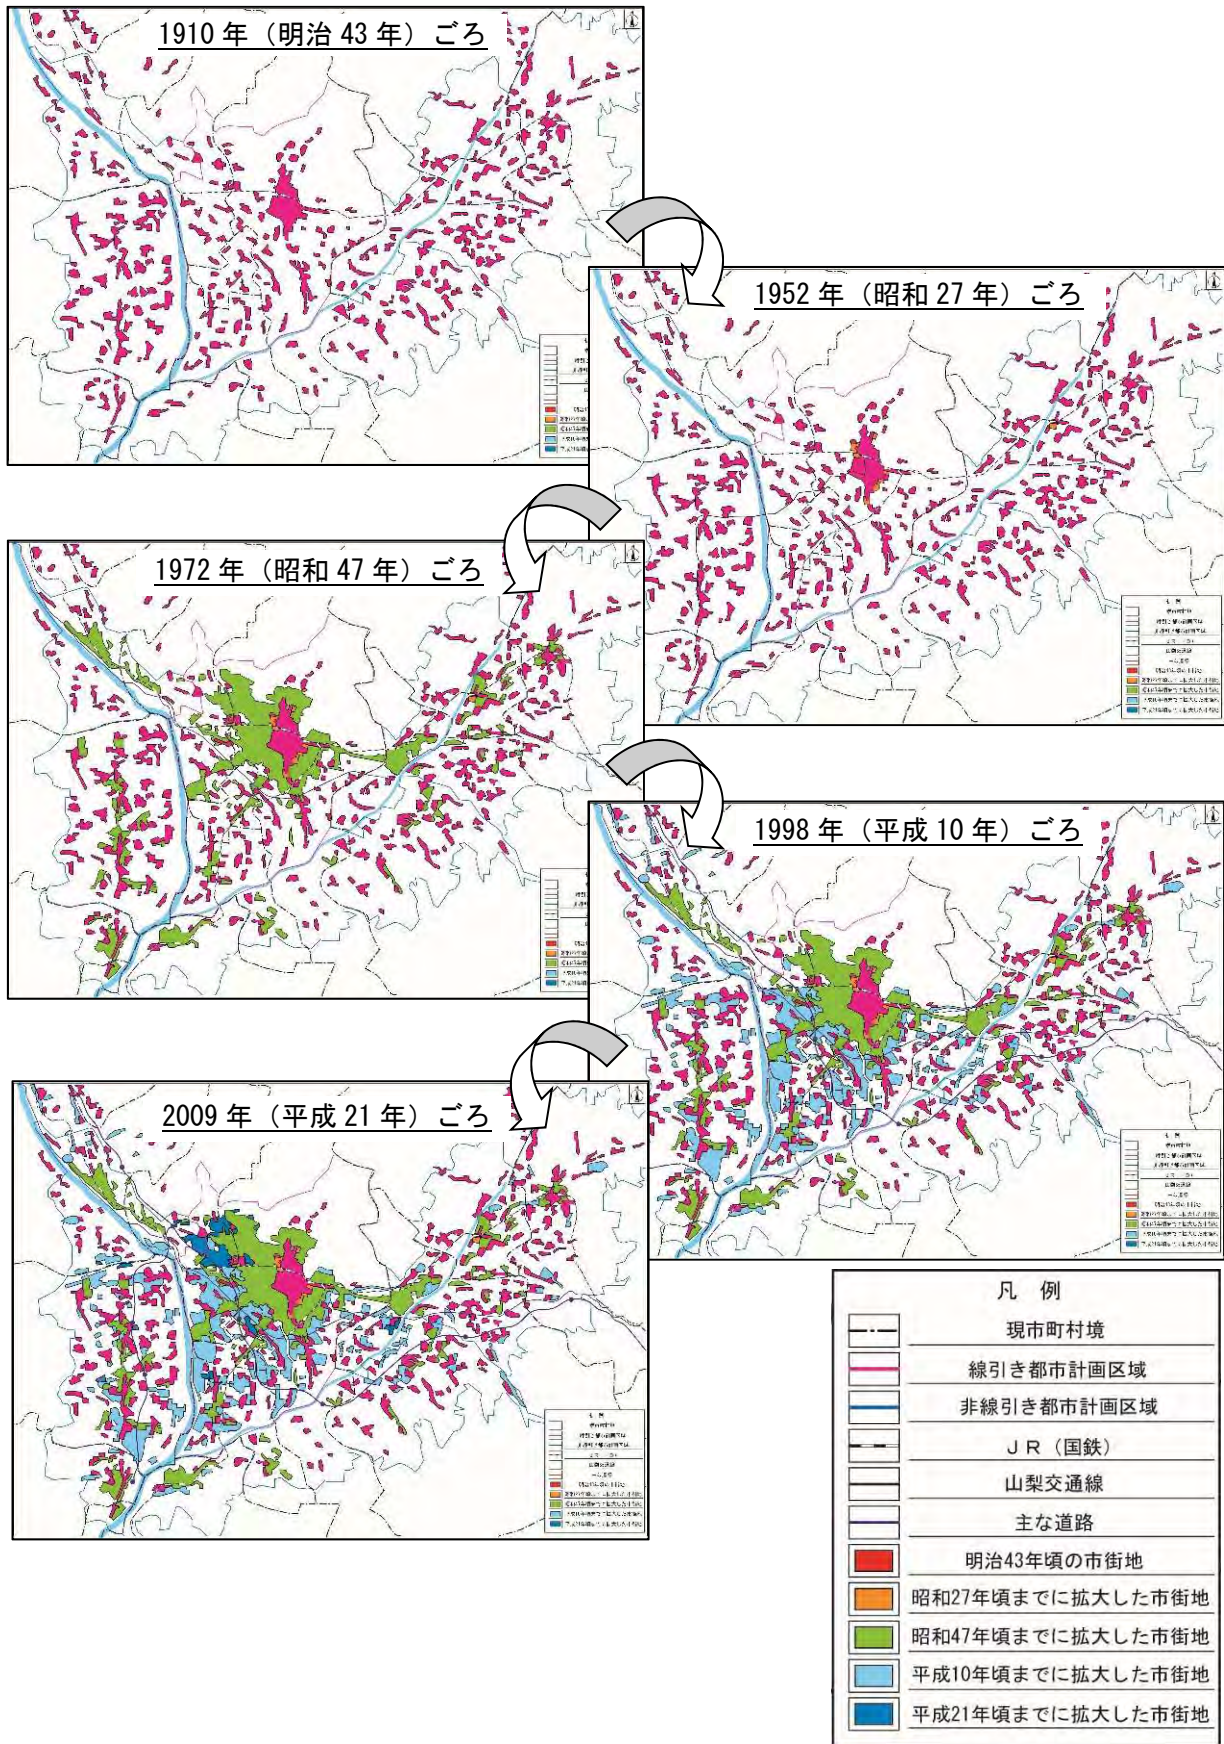 1910 年（明治 43 年）ごろ
1952 年（昭和 27 年）ごろ
1972 年（昭和 47 年）ごろ
1998 年（平成 10 年）ごろ
2009 年（平成 21 年）ごろ
凡 例
現市町村境
線引き都市計画区域
非線引き都市計画区域
ＪＲ（国鉄）
山梨交通線
主な道路
明治43年頃の市街地
昭和27年頃までに拡大した市街地
昭和47年頃までに拡大した市街地
平成10年頃までに拡大した市街地
平成21年頃までに拡大した市街地